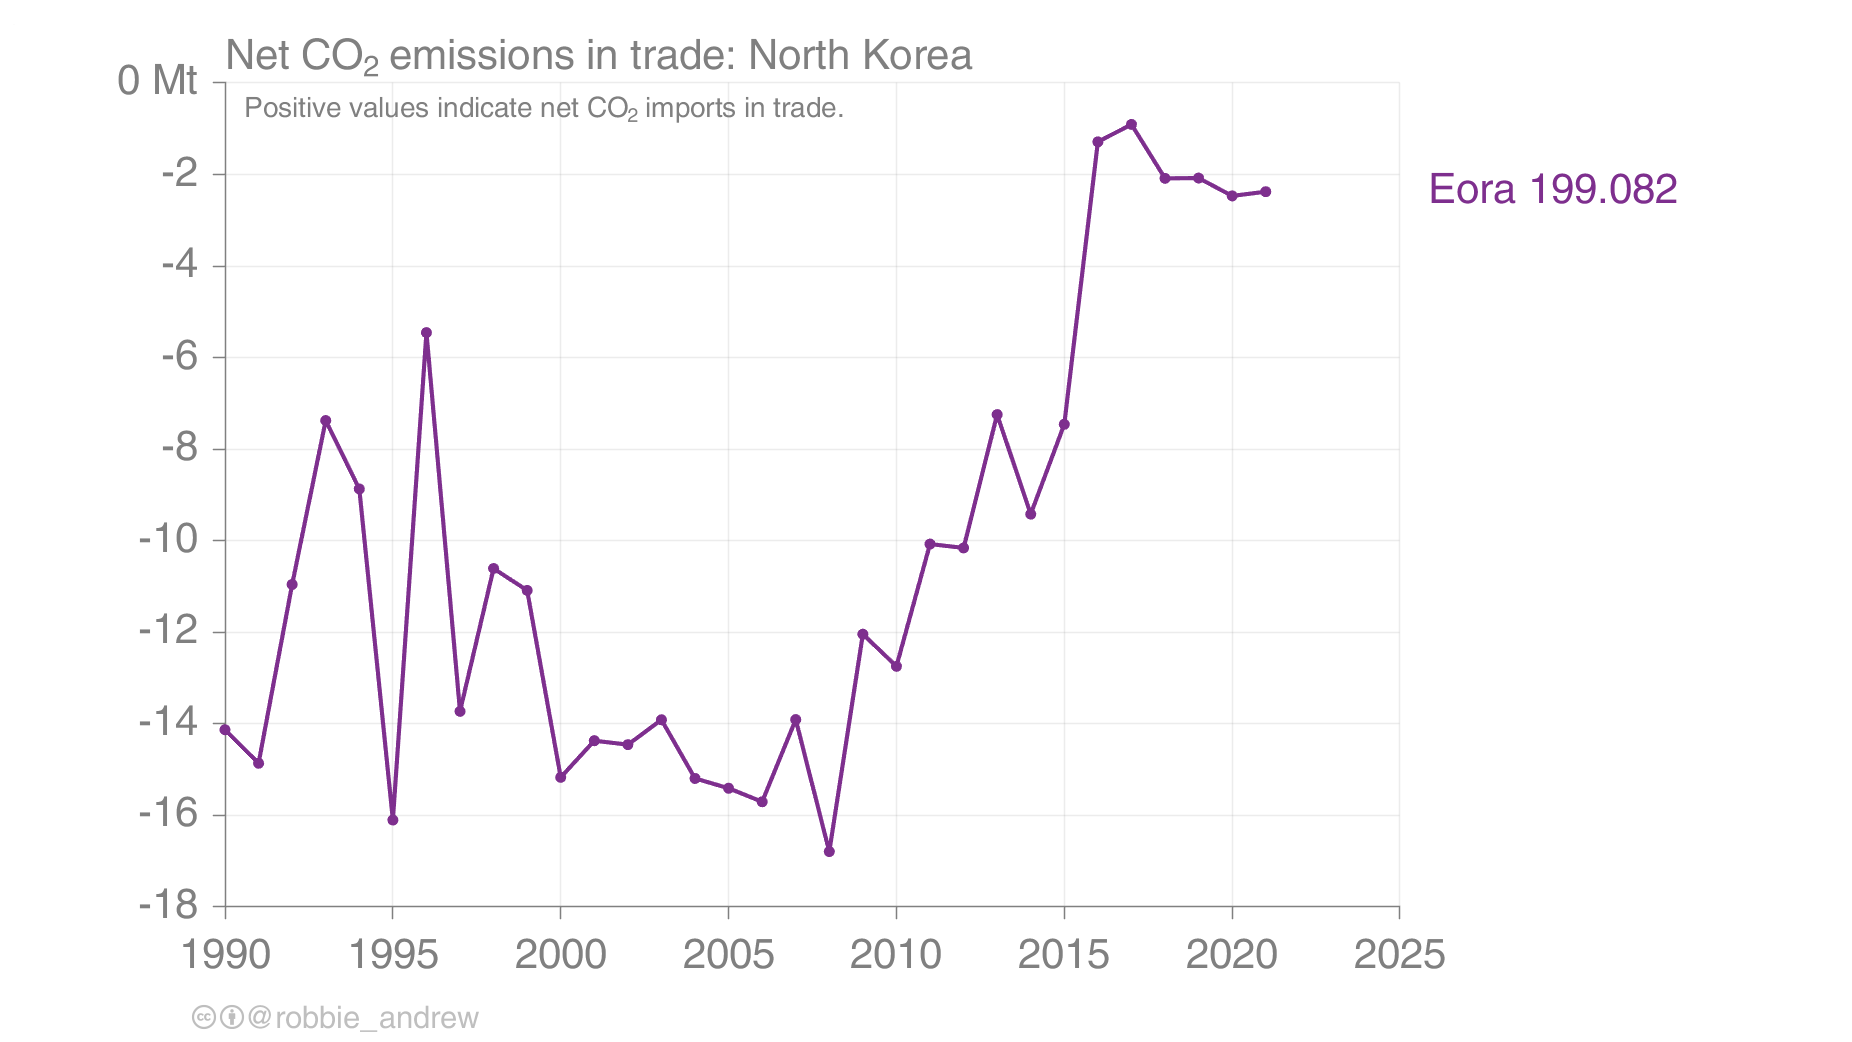 Net CO₂ emissions in trade: North Korea
0 Mt
Positive values indicate net CO₂ imports in trade.
-2
Eora 199.082
-4
-6
-8
-10
-12
-14
-16
-18
1990 1995 2000 2005 2010 2015 2020 2025
@robbie_andrew